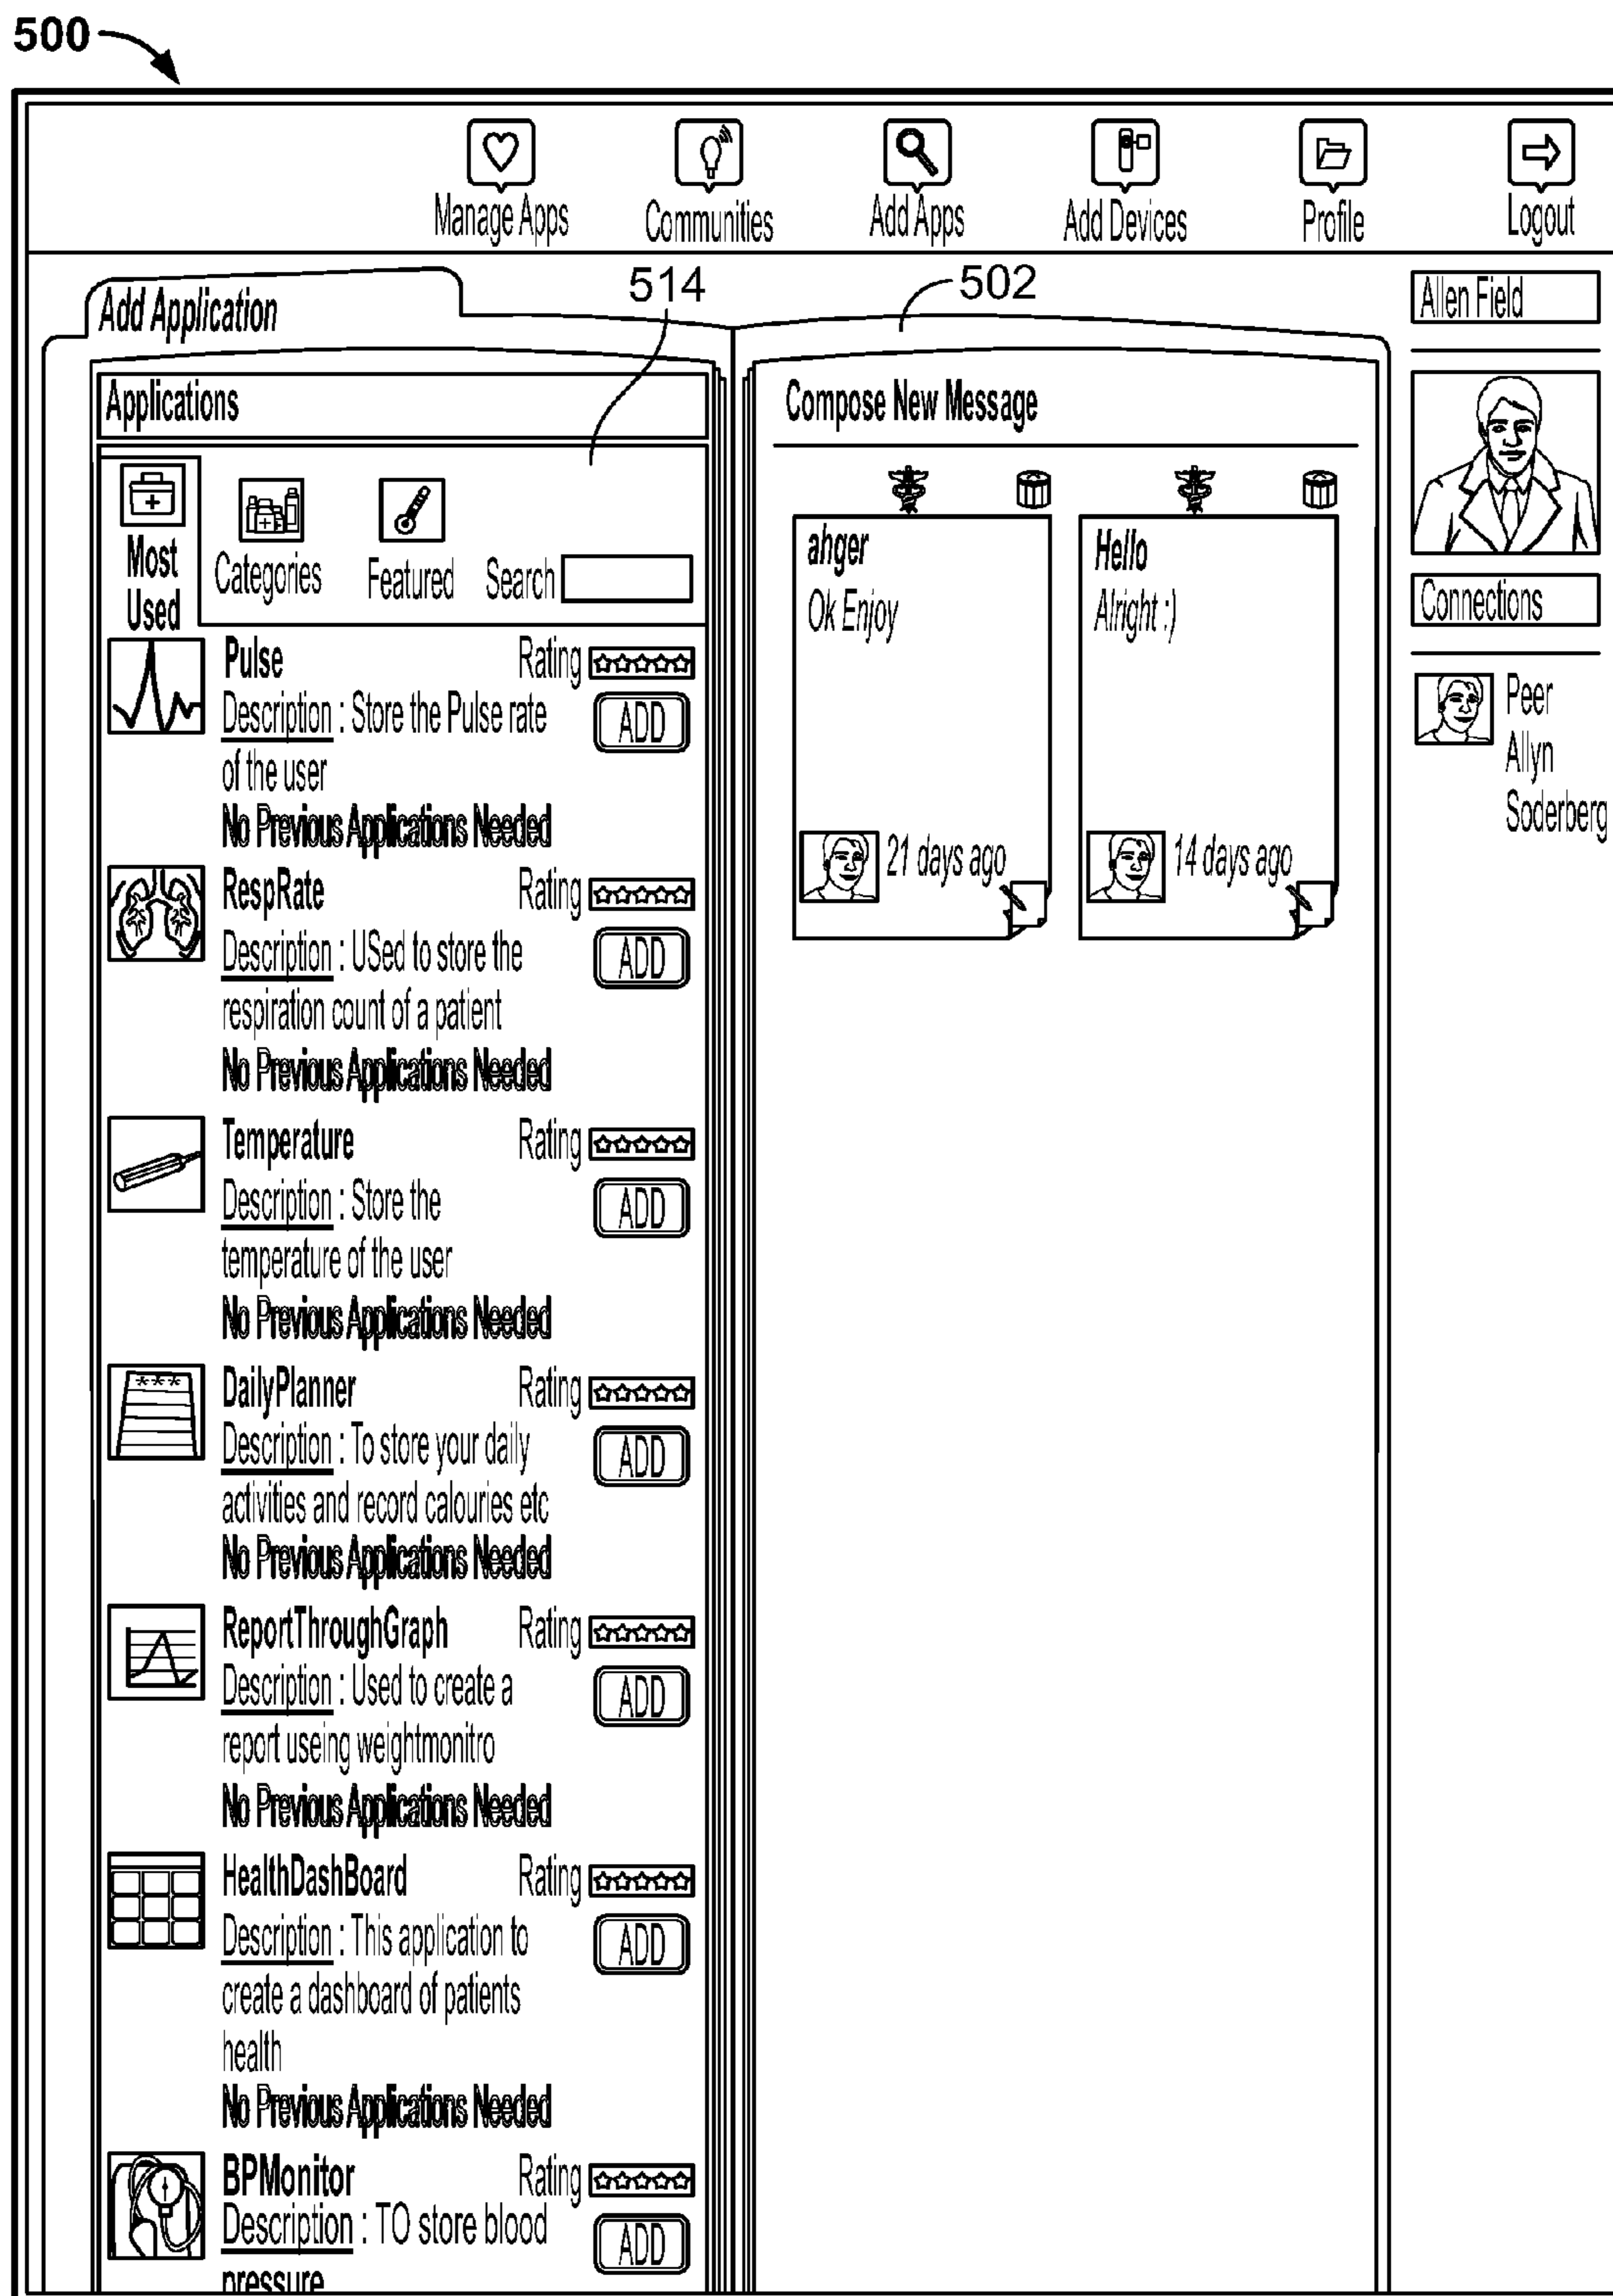 500
Manage Apps
Communities
Add Apps
Add Devices
Profile
Logout
Add Application
514
502
Allen Field
Applications
Most
Used
Categories
Featured
Search
Pulse
Rating
Description : Store the Pulse rate
ADD
of the user
No Previous Applications Needed
RespRate
Rating
Description : USed to store the
ADD
respiration count of a patient
No Previous Applications Needed
Temperature
Rating
Description : Store the
ADD
temperature of the user
No Previous Applications Needed
DailyPlanner
Rating
Description : To store your daily
ADD
activities and record calouries etc
No Previous Applications Needed
ReportThroughGraph
Rating
Description : Used to create a
ADD
report useing weightmonitro
No Previous Applications Needed
HealthDashBoard
Rating
Description : This application to
ADD
create a dashboard of patients
health
No Previous Applications Needed
BPMonitor
Rating
Description : TO store blood
ADD
pressure
Compose New Message
ahger
Ok Enjoy
21 days ago
Hello
Alright :)
14 days ago
Connections
Peer
Allyn
Soderberg